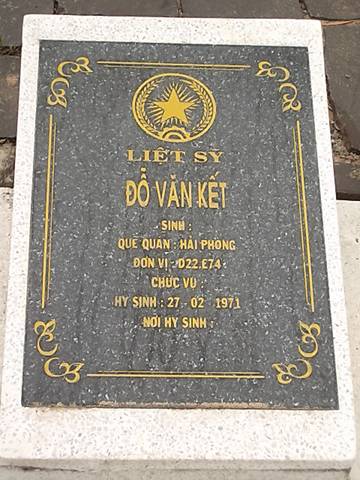 LIỆT SỸ
ĐỖ VĂN KẾT
SINH :
QUÊ QUÁN : HẢI PHÒNG
ĐƠN VỊ - D22.E74
CHỨC VỤ :
HY SINH : 27 - 02 - 1971
NƠI HY SINH :